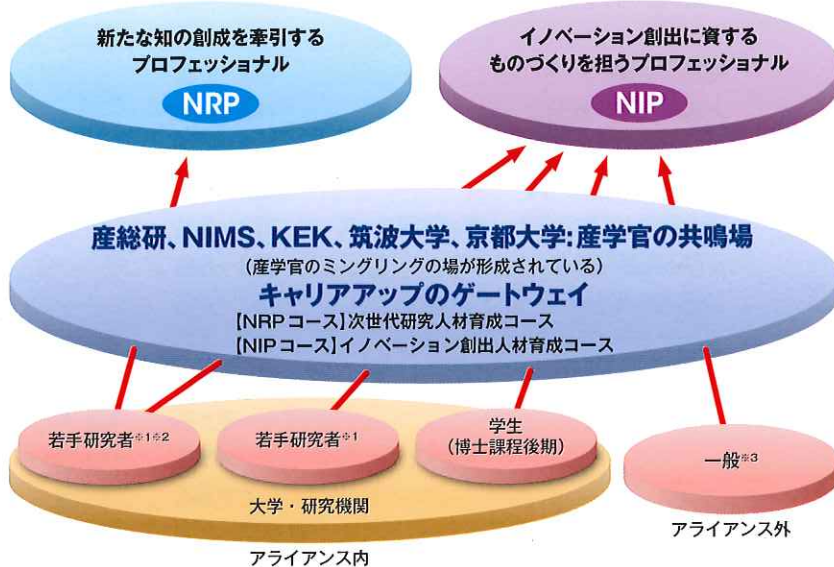 新たな知の創成を牽引する
プロフェッショナル
NRP
イノベーション創出に資する
ものづくりを担うプロフェッショナル
NIP
産総研、NIMS、KEK、筑波大学、京都大学:産学官の共鳴場
(産学官のミングリングの場が形成されている)
キャリアアップのゲートウェイ
【NRPコース】次世代研究人材育成コース
【NIPコース】イノベーション創出人材育成コース
若手研究者※1※2
若手研究者※1
学生
(博士課程後期)
一般※3
大学・研究機関
アライアンス内
アライアンス外